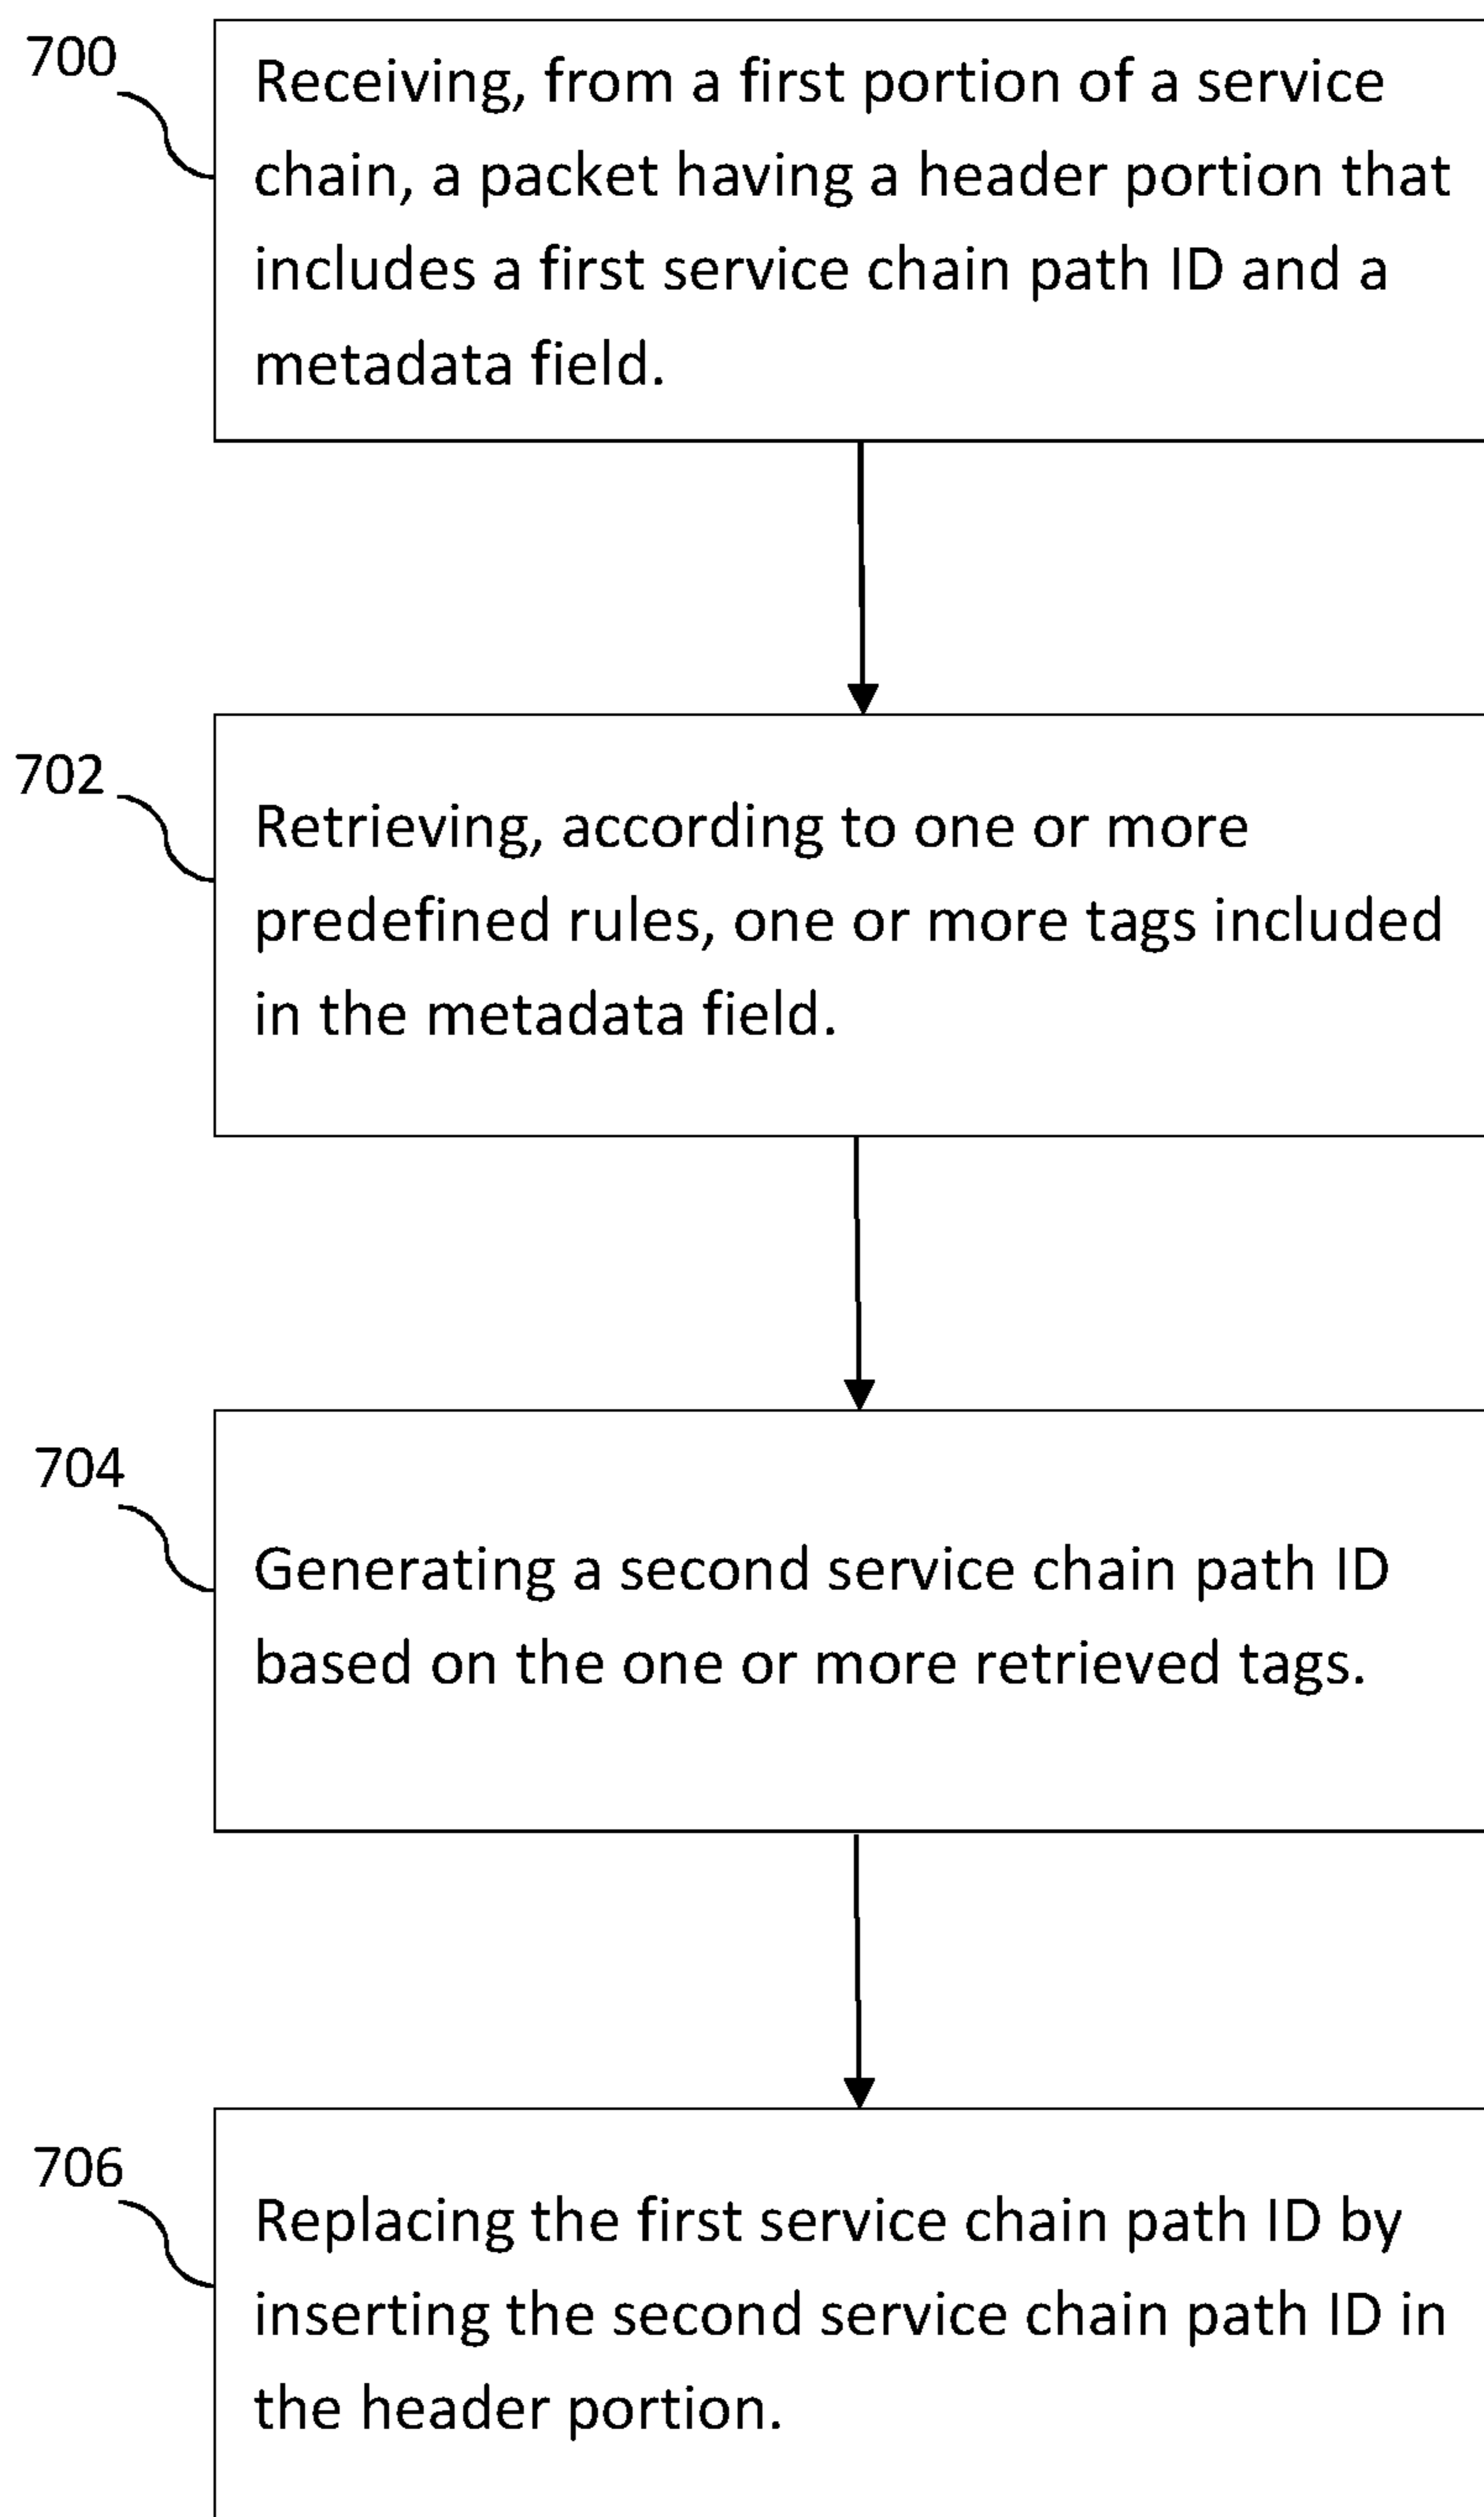 700
Receiving, from a first portion of a service
chain, a packet having a header portion that
includes a first service chain path ID and a
metadata field.
702
Retrieving, according to one or more
predefined rules, one or more tags included
in the metadata field.
704
Generating a second service chain path ID
based on the one or more retrieved tags.
706
Replacing the first service chain path ID by
inserting the second service chain path ID in
the header portion.